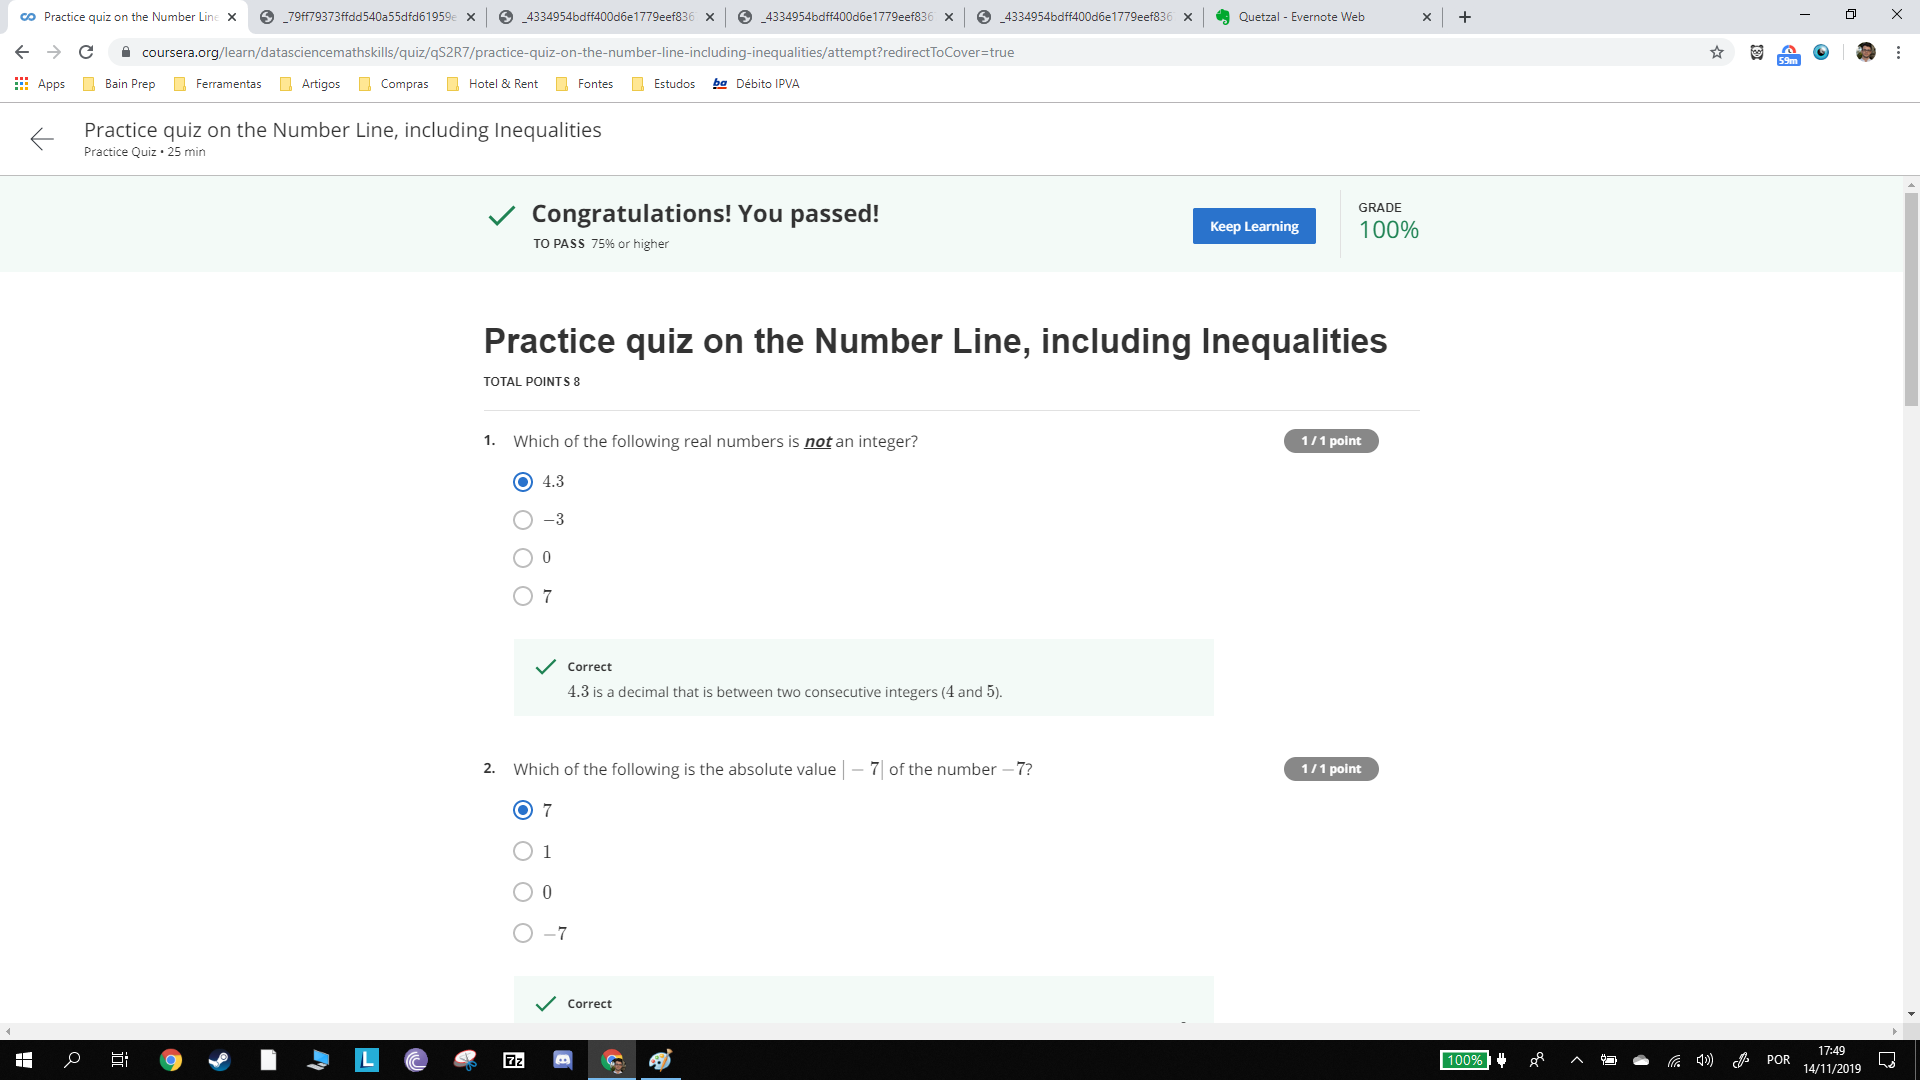 Practice quiz on the Number Line
_79ff79373ffdd540a55dfd61959e
_4334954bdff400d6e1779eef836
_4334954bdff400d6e1779eef836
_4334954bdff400d6e1779eef836
Quetzal - Evernote Web
coursera.org/learn/datasciencemathskills/quiz/qS2R7/practice-quiz-on-the-number-line-including-inequalities/attempt?redirectToCover=true
59m
Apps Bain Prep Ferramentas Artigos Compras Hotel & Rent Fontes Estudos ba Débito IPVA
Practice quiz on the Number Line, including Inequalities
Practice Quiz • 25 min
Congratulations! You passed!
TO PASS 75% or higher
Keep Learning
GRADE
100%
Practice quiz on the Number Line, including Inequalities
TOTAL POINTS 8
1. Which of the following real numbers is not an integer?
1 / 1 point
4.3
−3
0
7
Correct
4.3 is a decimal that is between two consecutive integers (4 and 5).
2. Which of the following is the absolute value | − 7| of the number −7?
1 / 1 point
7
1
0
−7
Correct
L
7z
100%
POR
17:49
14/11/2019